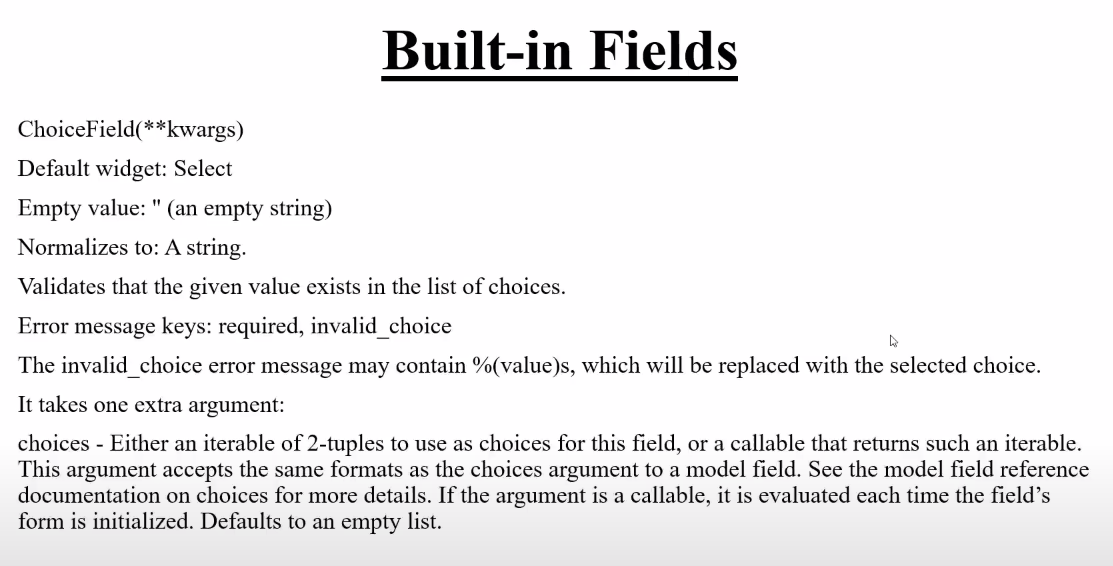 Built-in Fields
ChoiceField(**kwargs)
Default widget: Select
Empty value: '' (an empty string)
Normalizes to: A string.
Validates that the given value exists in the list of choices.
Error message keys: required, invalid_choice
The invalid_choice error message may contain %(value)s, which will be replaced with the selected choice.
It takes one extra argument:
choices - Either an iterable of 2-tuples to use as choices for this field, or a callable that returns such an iterable.
This argument accepts the same formats as the choices argument to a model field. See the model field reference
documentation on choices for more details. If the argument is a callable, it is evaluated each time the field’s
form is initialized. Defaults to an empty list.